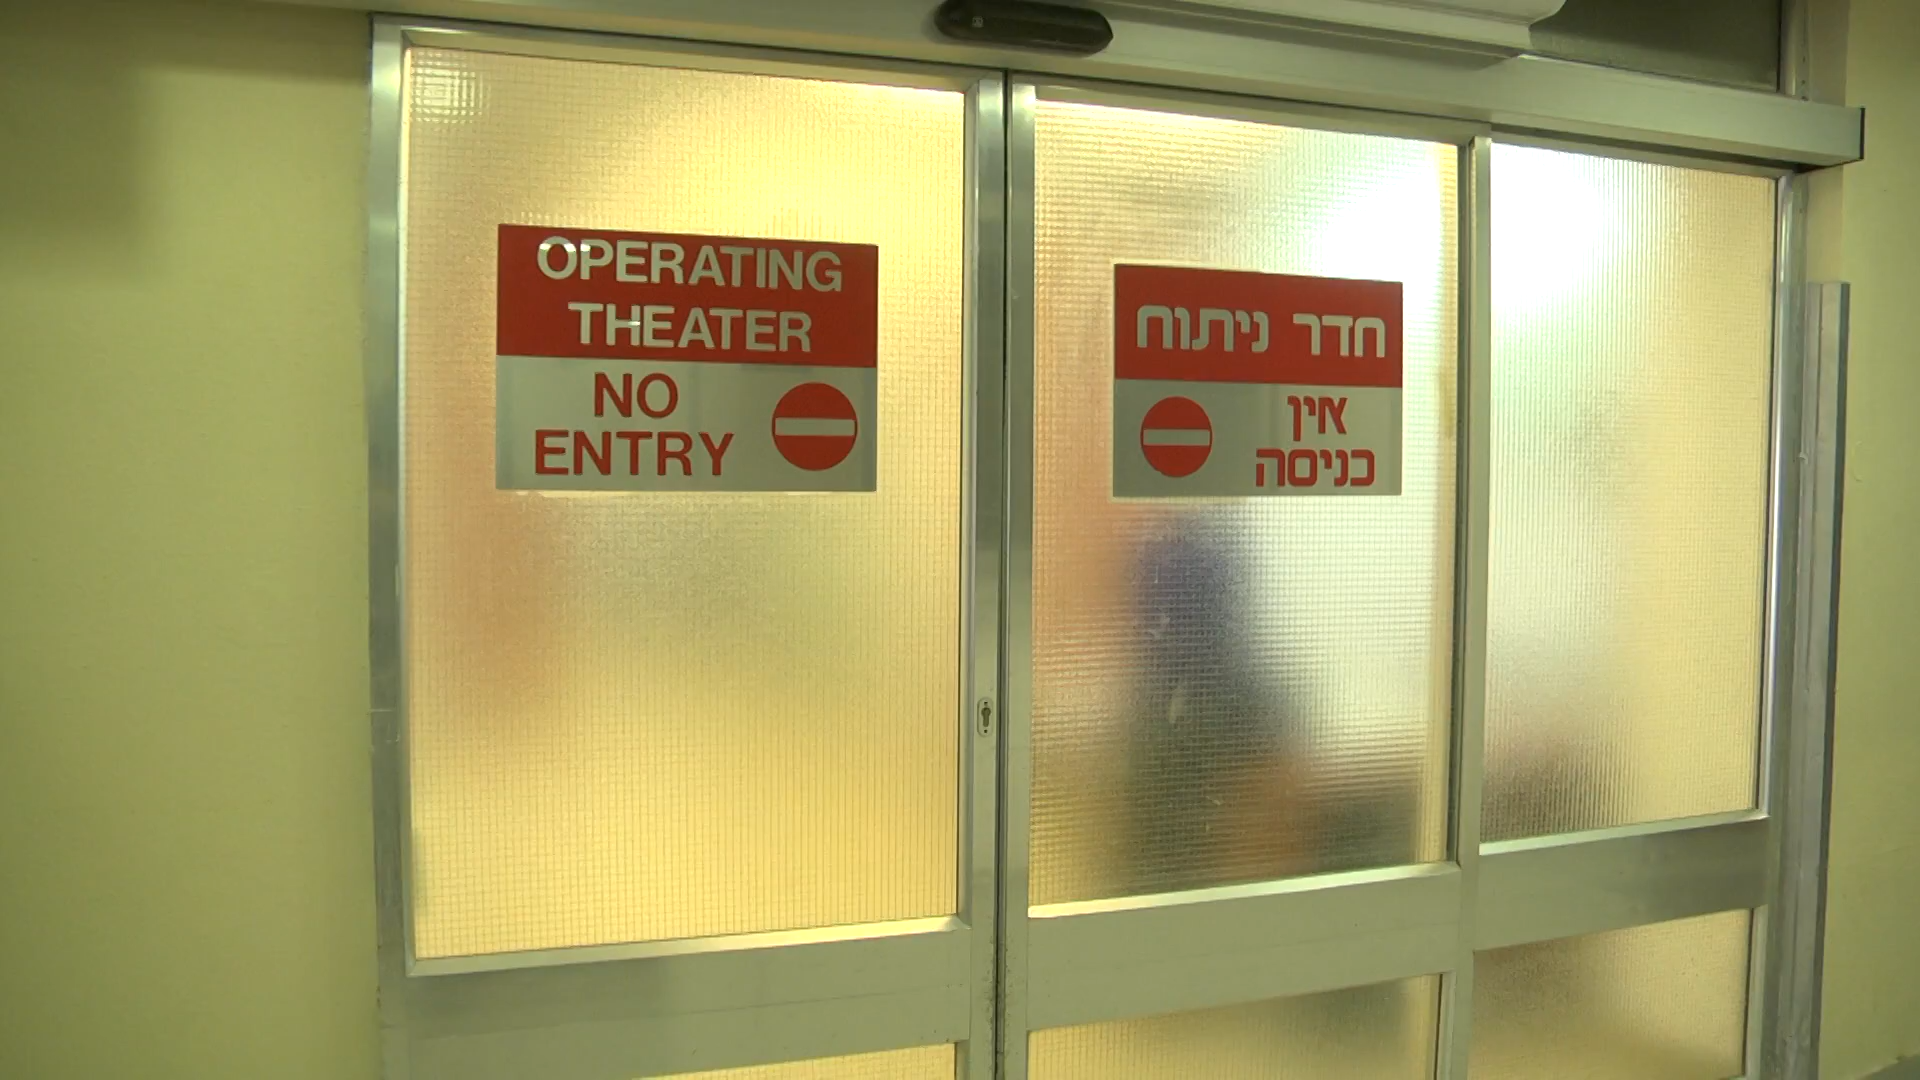 OPERATING
THEATER
NO
ENTRY
חדר ניתוח
אין
כניסה